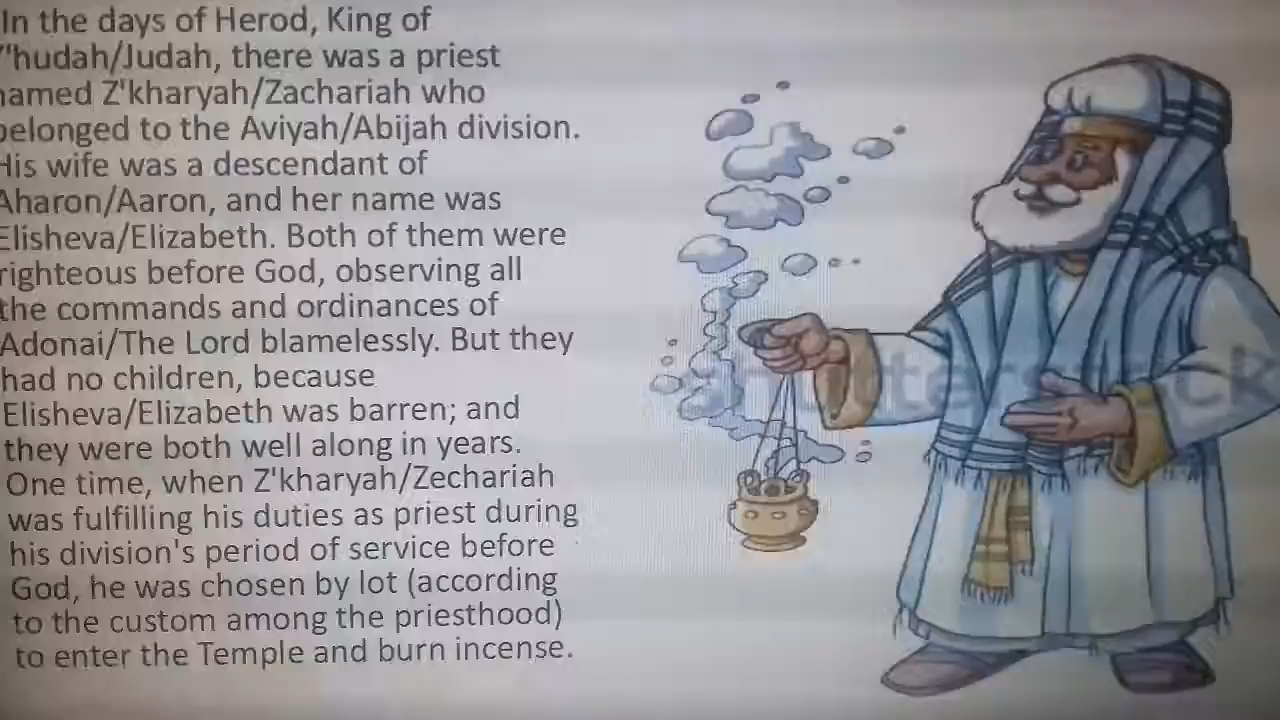 In the days of Herod, King of
Y'hudah/Judah, there was a priest
named Z'kharyah/Zachariah who
belonged to the Aviyah/Abijah division.
His wife was a descendant of
Aharon/Aaron, and her name was
Elisheva/Elizabeth. Both of them were
righteous before God, observing all
the commands and ordinances of
Adonai/The Lord blamelessly. But they
had no children, because
Elisheva/Elizabeth was barren; and
they were both well along in years.
One time, when Z'kharyah/Zechariah
was fulfilling his duties as priest during
his division's period of service before
God, he was chosen by lot (according
to the custom among the priesthood)
to enter the Temple and burn incense.
shutterstock